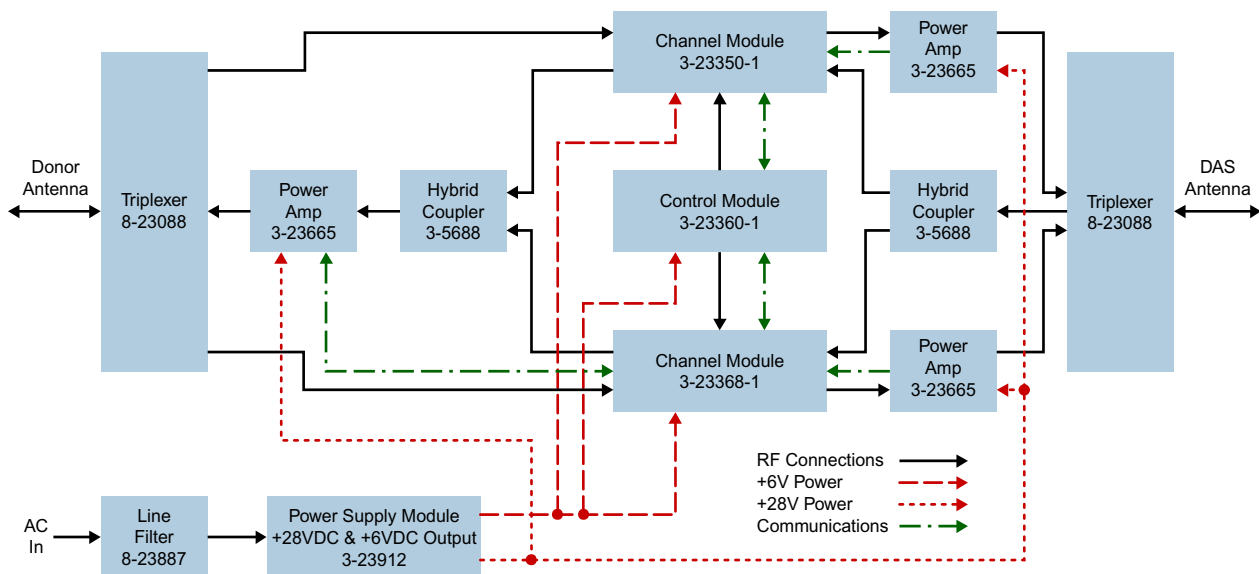 Channel Module
3-23350-1
Power
Amp
3-23665
Donor
Antenna
Triplexer
8-23088
Power
Amp
3-23665
Hybrid
Coupler
3-5688
Control Module
3-23360-1
Hybrid
Coupler
3-5688
Triplexer
8-23088
DAS
Antenna
Channel Module
3-23368-1
Power
Amp
3-23665
AC
In
Line
Filter
8-23887
Power Supply Module
+28VDC & +6VDC Output
3-23912
RF Connections
+6V Power
+28V Power
Communications